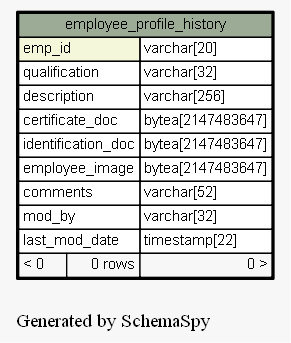 employee_profile_history
emp_id varchar[20]
qualification varchar[32]
description varchar[256]
certificate_doc bytea[2147483647]
identification_doc bytea[2147483647]
employee_image bytea[2147483647]
comments varchar[52]
mod_by varchar[32]
last_mod_date timestamp[22]
< 0 0 rows 0 >
Generated by SchemaSpy